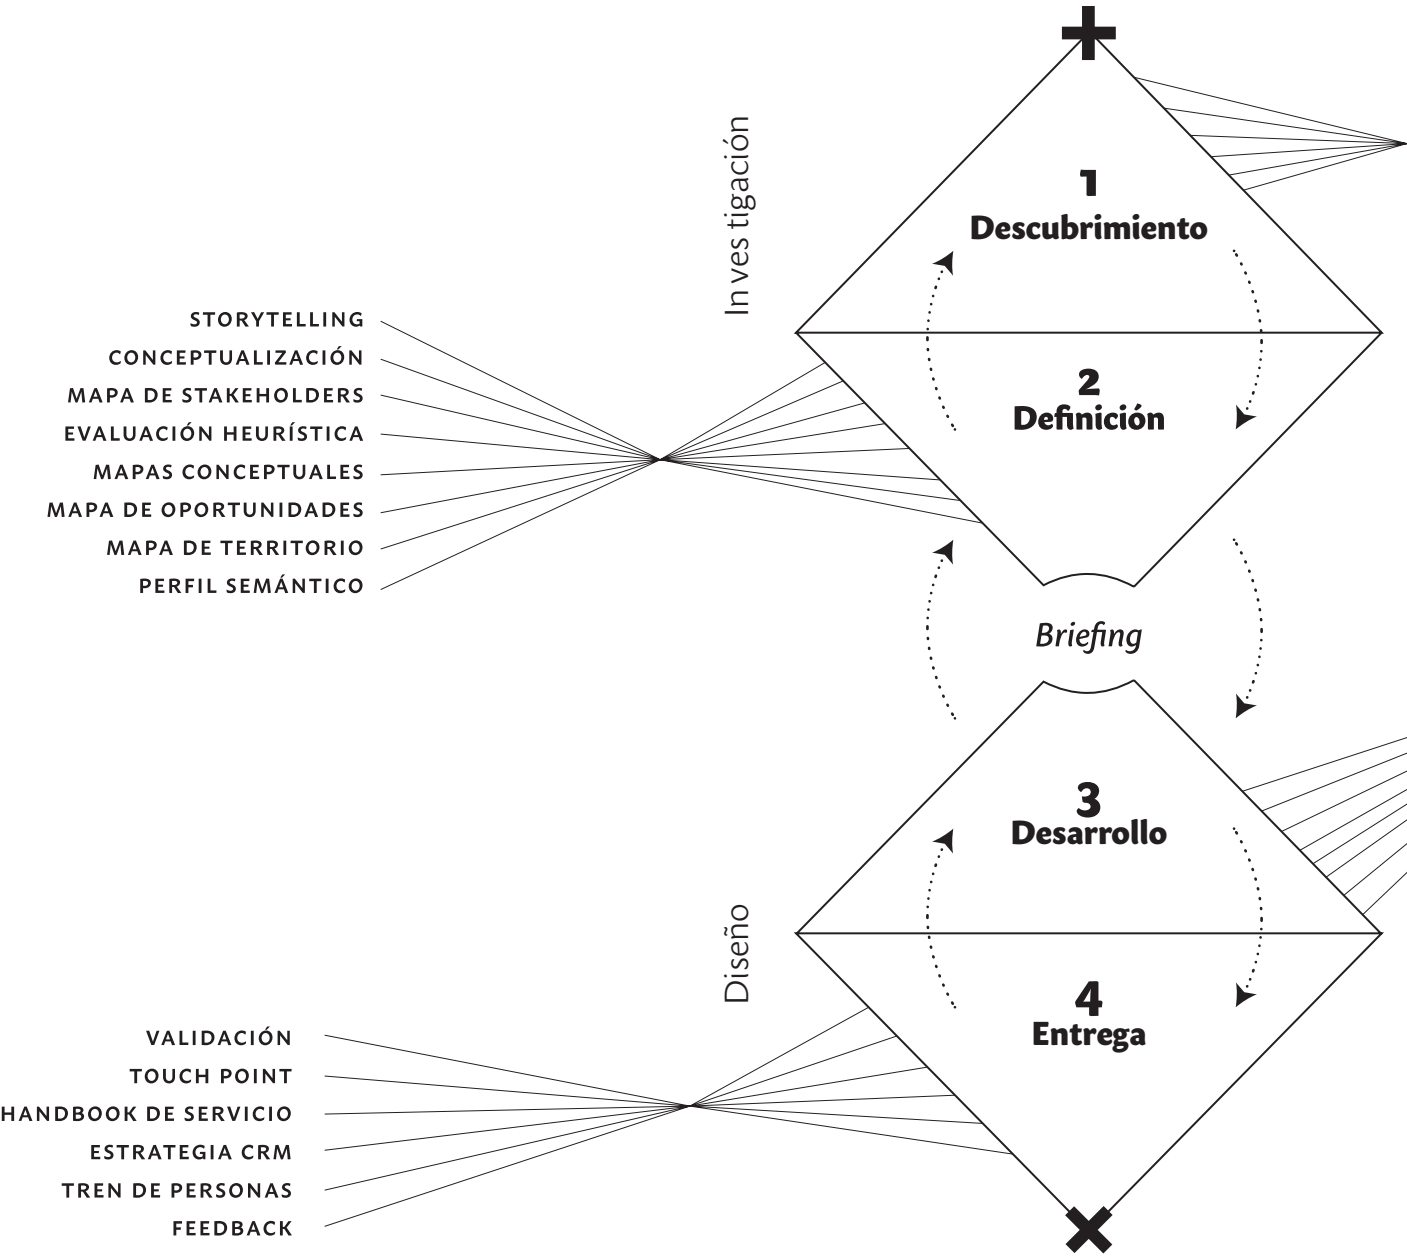 In ves tigación
1
Descubrimiento
2
Definición
STORYTELLING
CONCEPTUALIZACIÓN
MAPA DE STAKEHOLDERS
EVALUACIÓN HEURÍSTICA
MAPAS CONCEPTUALES
MAPA DE OPORTUNIDADES
MAPA DE TERRITORIO
PERFIL SEMÁNTICO
Briefing
3
Desarrollo
Diseño
4
Entrega
VALIDACIÓN
TOUCH POINT
HANDBOOK DE SERVICIO
ESTRATEGIA CRM
TREN DE PERSONAS
FEEDBACK